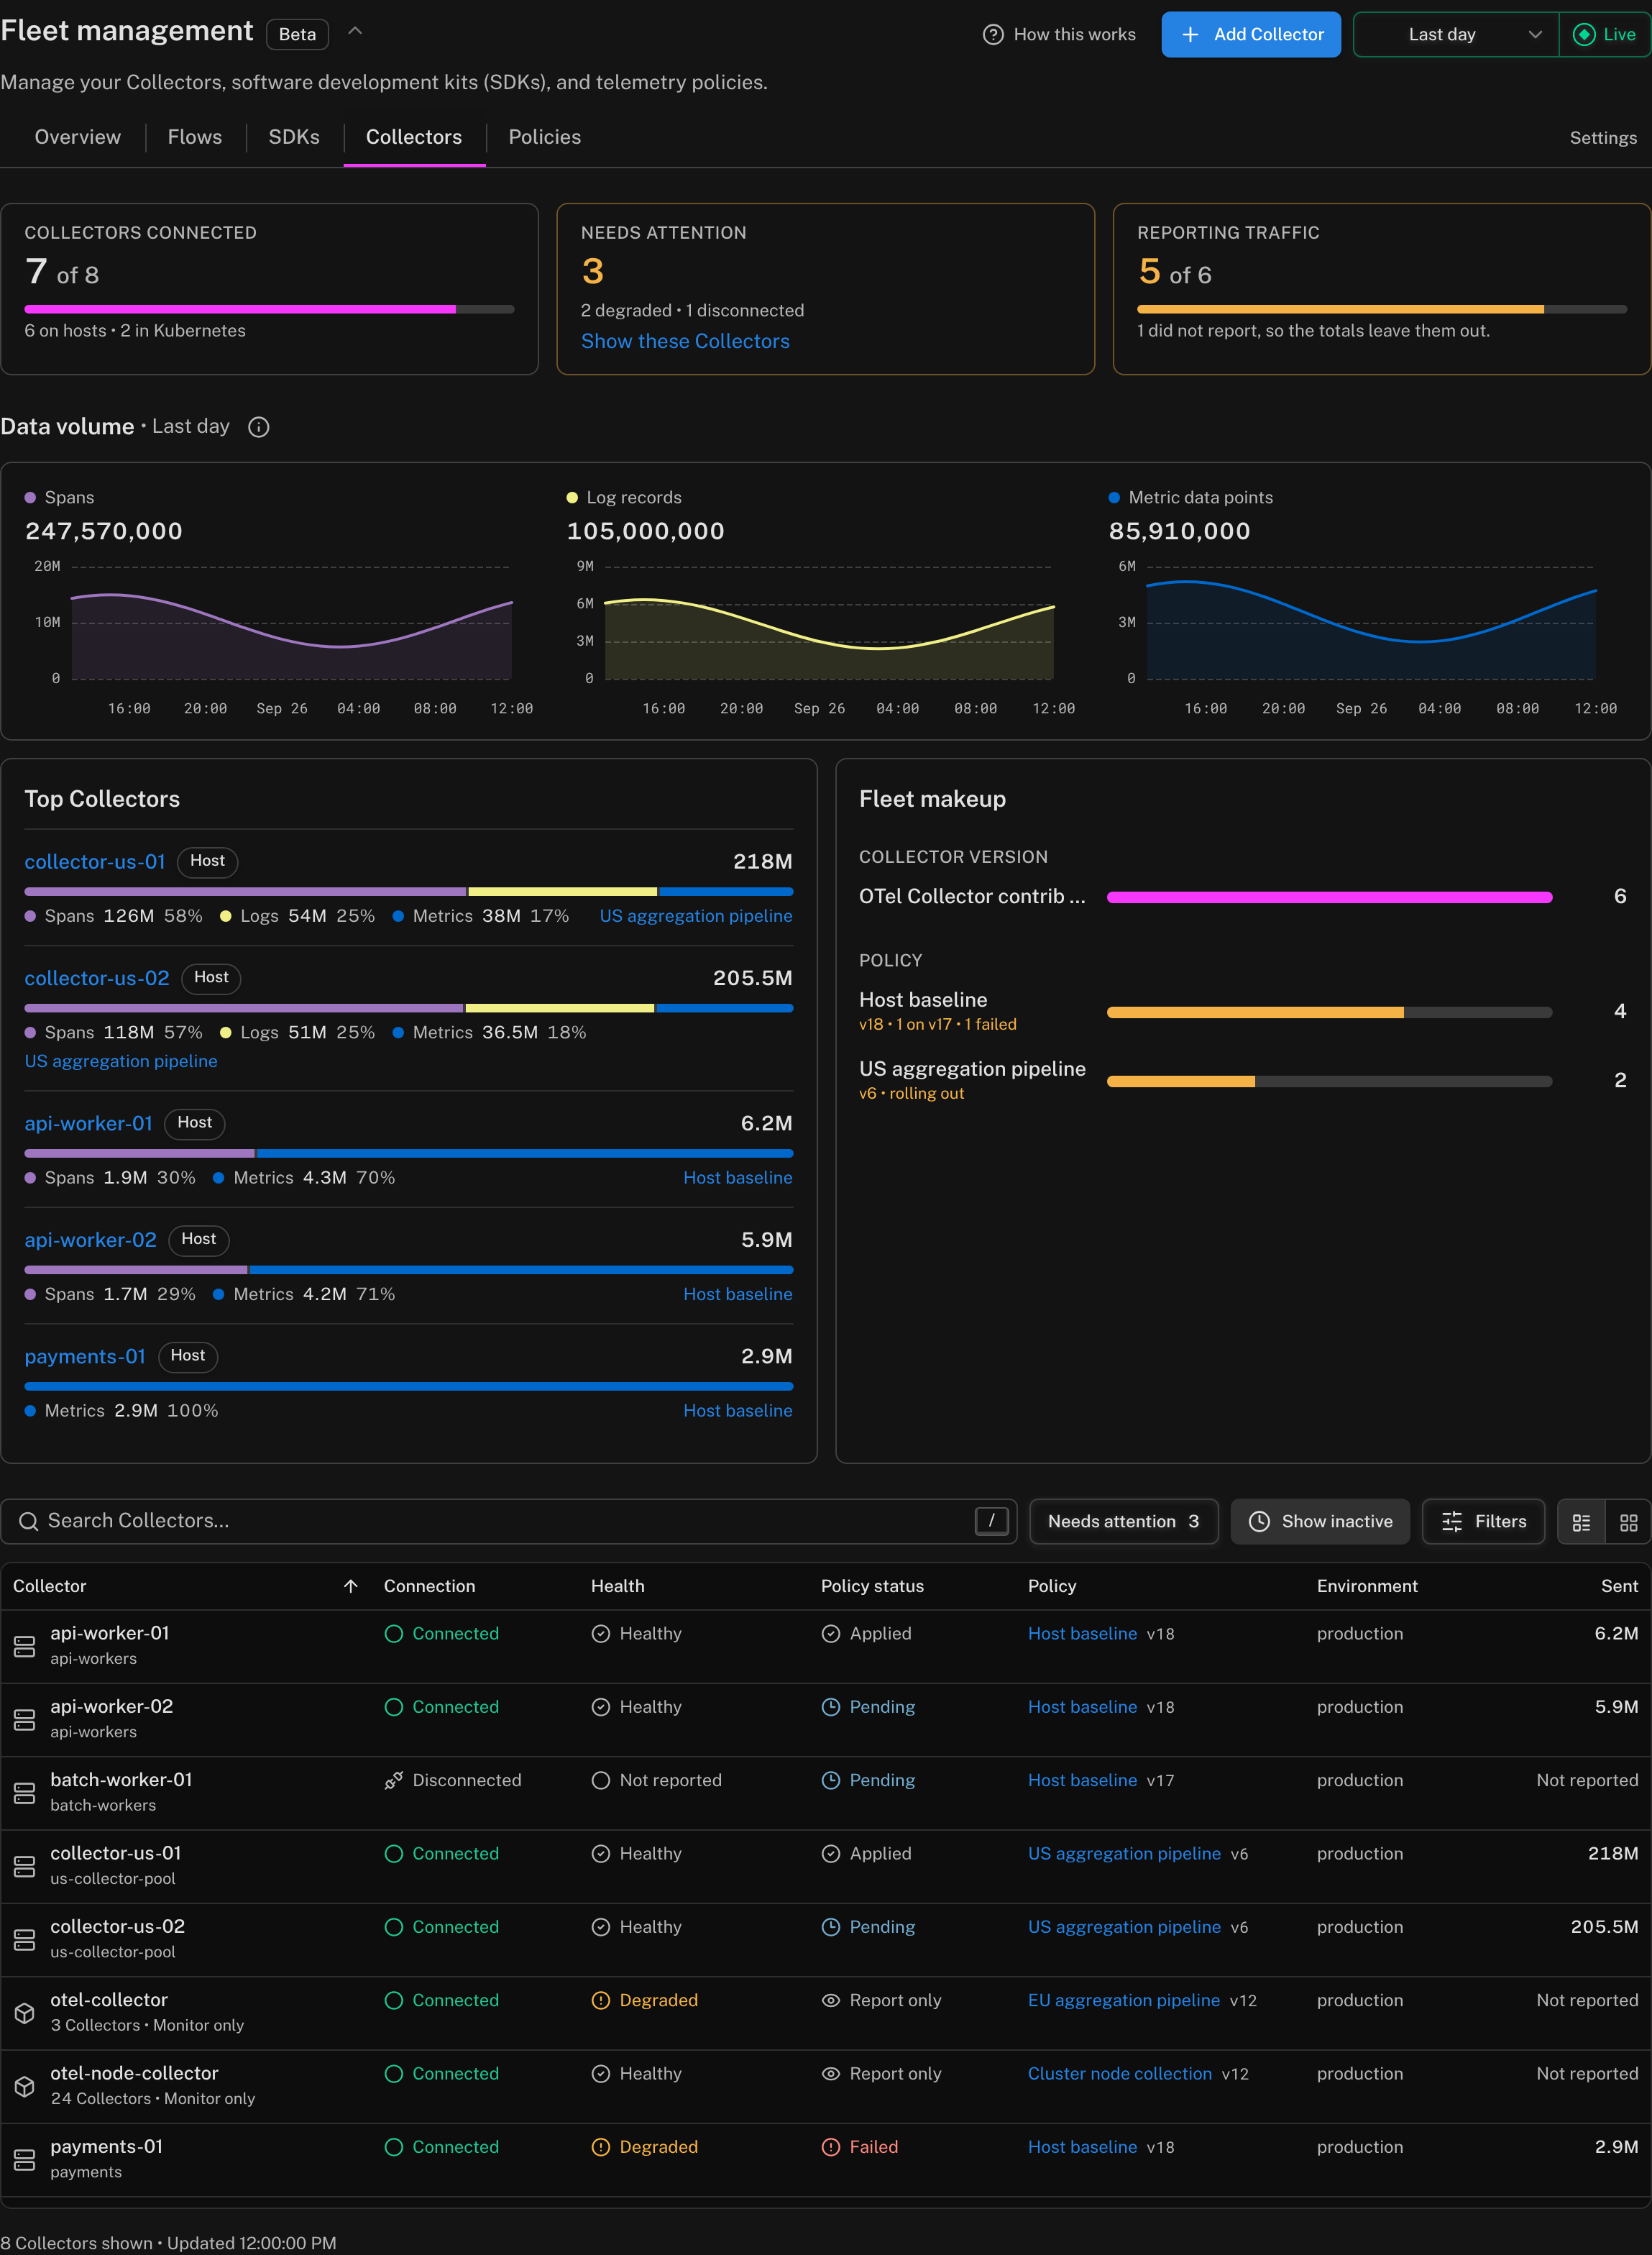 Fleet management Beta
How this works
Add Collector
Last day
Live
Manage your Collectors, software development kits (SDKs), and telemetry policies.
Overview
Flows
SDKs
Collectors
Policies
Settings
COLLECTORS CONNECTED
7 of 8
6 on hosts • 2 in Kubernetes
NEEDS ATTENTION
3
2 degraded • 1 disconnected
Show these Collectors
REPORTING TRAFFIC
5 of 6
1 did not report, so the totals leave them out.
Data volume • Last day
Spans
247,570,000
20M
10M
0
16:00 20:00 Sep 26 04:00 08:00 12:00
Log records
105,000,000
9M
6M
3M
0
16:00 20:00 Sep 26 04:00 08:00 12:00
Metric data points
85,910,000
6M
3M
0
16:00 20:00 Sep 26 04:00 08:00 12:00
Top Collectors
collector-us-01 Host 218M
Spans 126M 58% Logs 54M 25% Metrics 38M 17% US aggregation pipeline
collector-us-02 Host 205.5M
Spans 118M 57% Logs 51M 25% Metrics 36.5M 18%
US aggregation pipeline
api-worker-01 Host 6.2M
Spans 1.9M 30% Metrics 4.3M 70% Host baseline
api-worker-02 Host 5.9M
Spans 1.7M 29% Metrics 4.2M 71% Host baseline
payments-01 Host 2.9M
Metrics 2.9M 100% Host baseline
Fleet makeup
COLLECTOR VERSION
OTel Collector contrib ... 6
POLICY
Host baseline 4
v18 • 1 on v17 • 1 failed
US aggregation pipeline 2
v6 • rolling out
Search Collectors... /
Needs attention 3
Show inactive
Filters
Collector Connection Health Policy status Policy Environment Sent
api-worker-01 Connected Healthy Applied Host baseline v18 production 6.2M
api-workers
api-worker-02 Connected Healthy Pending Host baseline v18 production 5.9M
api-workers
batch-worker-01 Disconnected Not reported Pending Host baseline v17 production Not reported
batch-workers
collector-us-01 Connected Healthy Applied US aggregation pipeline v6 production 218M
us-collector-pool
collector-us-02 Connected Healthy Pending US aggregation pipeline v6 production 205.5M
us-collector-pool
otel-collector Connected Degraded Report only EU aggregation pipeline v12 production Not reported
3 Collectors • Monitor only
otel-node-collector Connected Healthy Report only Cluster node collection v12 production Not reported
24 Collectors • Monitor only
payments-01 Connected Degraded Failed Host baseline v18 production 2.9M
payments
8 Collectors shown • Updated 12:00:00 PM